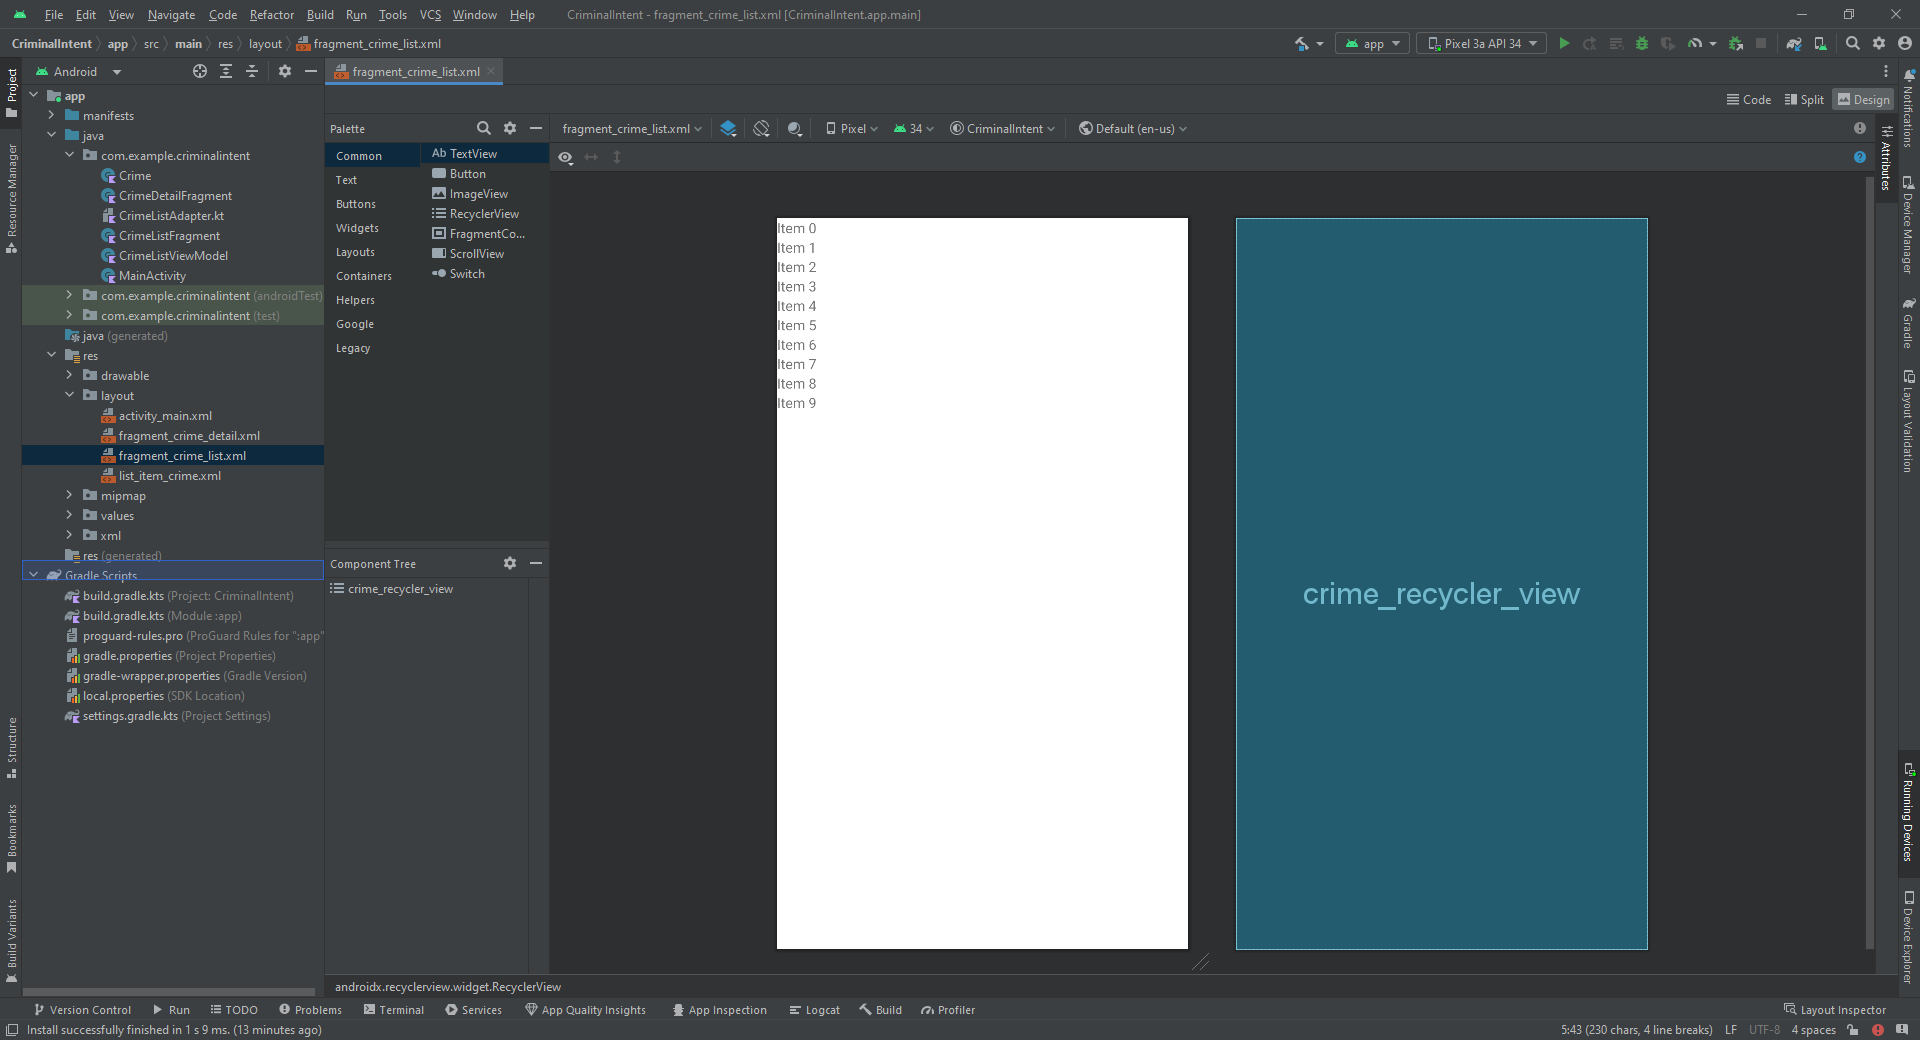 File Edit View Navigate Code Refactor Build Run Tools VCS Window Help CriminalIntent - fragment_crime_list.xml [CriminalIntent.app.main]
CriminalIntent app src main res layout fragment_crime_list.xml app Pixel 3a API 34
Android fragment_crime_list.xml
Code Split Design
Palette fragment_crime_list.xml Pixel 34 CriminalIntent Default (en-us)
Project
Resource Manager
Structure
Bookmarks
Build Variants
app
manifests
java
com.example.criminalintent
Crime
CrimeDetailFragment
CrimeListAdapter.kt
CrimeListFragment
CrimeListViewModel
MainActivity
com.example.criminalintent (androidTest)
com.example.criminalintent (test)
java (generated)
res
drawable
layout
activity_main.xml
fragment_crime_detail.xml
fragment_crime_list.xml
list_item_crime.xml
mipmap
values
xml
res (generated)
Gradle Scripts
build.gradle.kts (Project: CriminalIntent)
build.gradle.kts (Module :app)
proguard-rules.pro (ProGuard Rules for ":app"
gradle.properties (Project Properties)
gradle-wrapper.properties (Gradle Version)
local.properties (SDK Location)
settings.gradle.kts (Project Settings)
Common
Text
Buttons
Widgets
Layouts
Containers
Helpers
Google
Legacy
Ab TextView
Button
ImageView
RecyclerView
FragmentCo...
ScrollView
Switch
Component Tree
crime_recycler_view
Item 0
Item 1
Item 2
Item 3
Item 4
Item 5
Item 6
Item 7
Item 8
Item 9
crime_recycler_view
Notifications
Attributes
Device Manager
Gradle
Layout Validation
Running Devices
Device Explorer
androidx.recyclerview.widget.RecyclerView
Version Control Run TODO Problems Terminal Services App Quality Insights App Inspection Logcat Build Profiler Layout Inspector
Install successfully finished in 1 s 9 ms. (13 minutes ago) 5:43 (230 chars, 4 line breaks) LF UTF-8 4 spaces